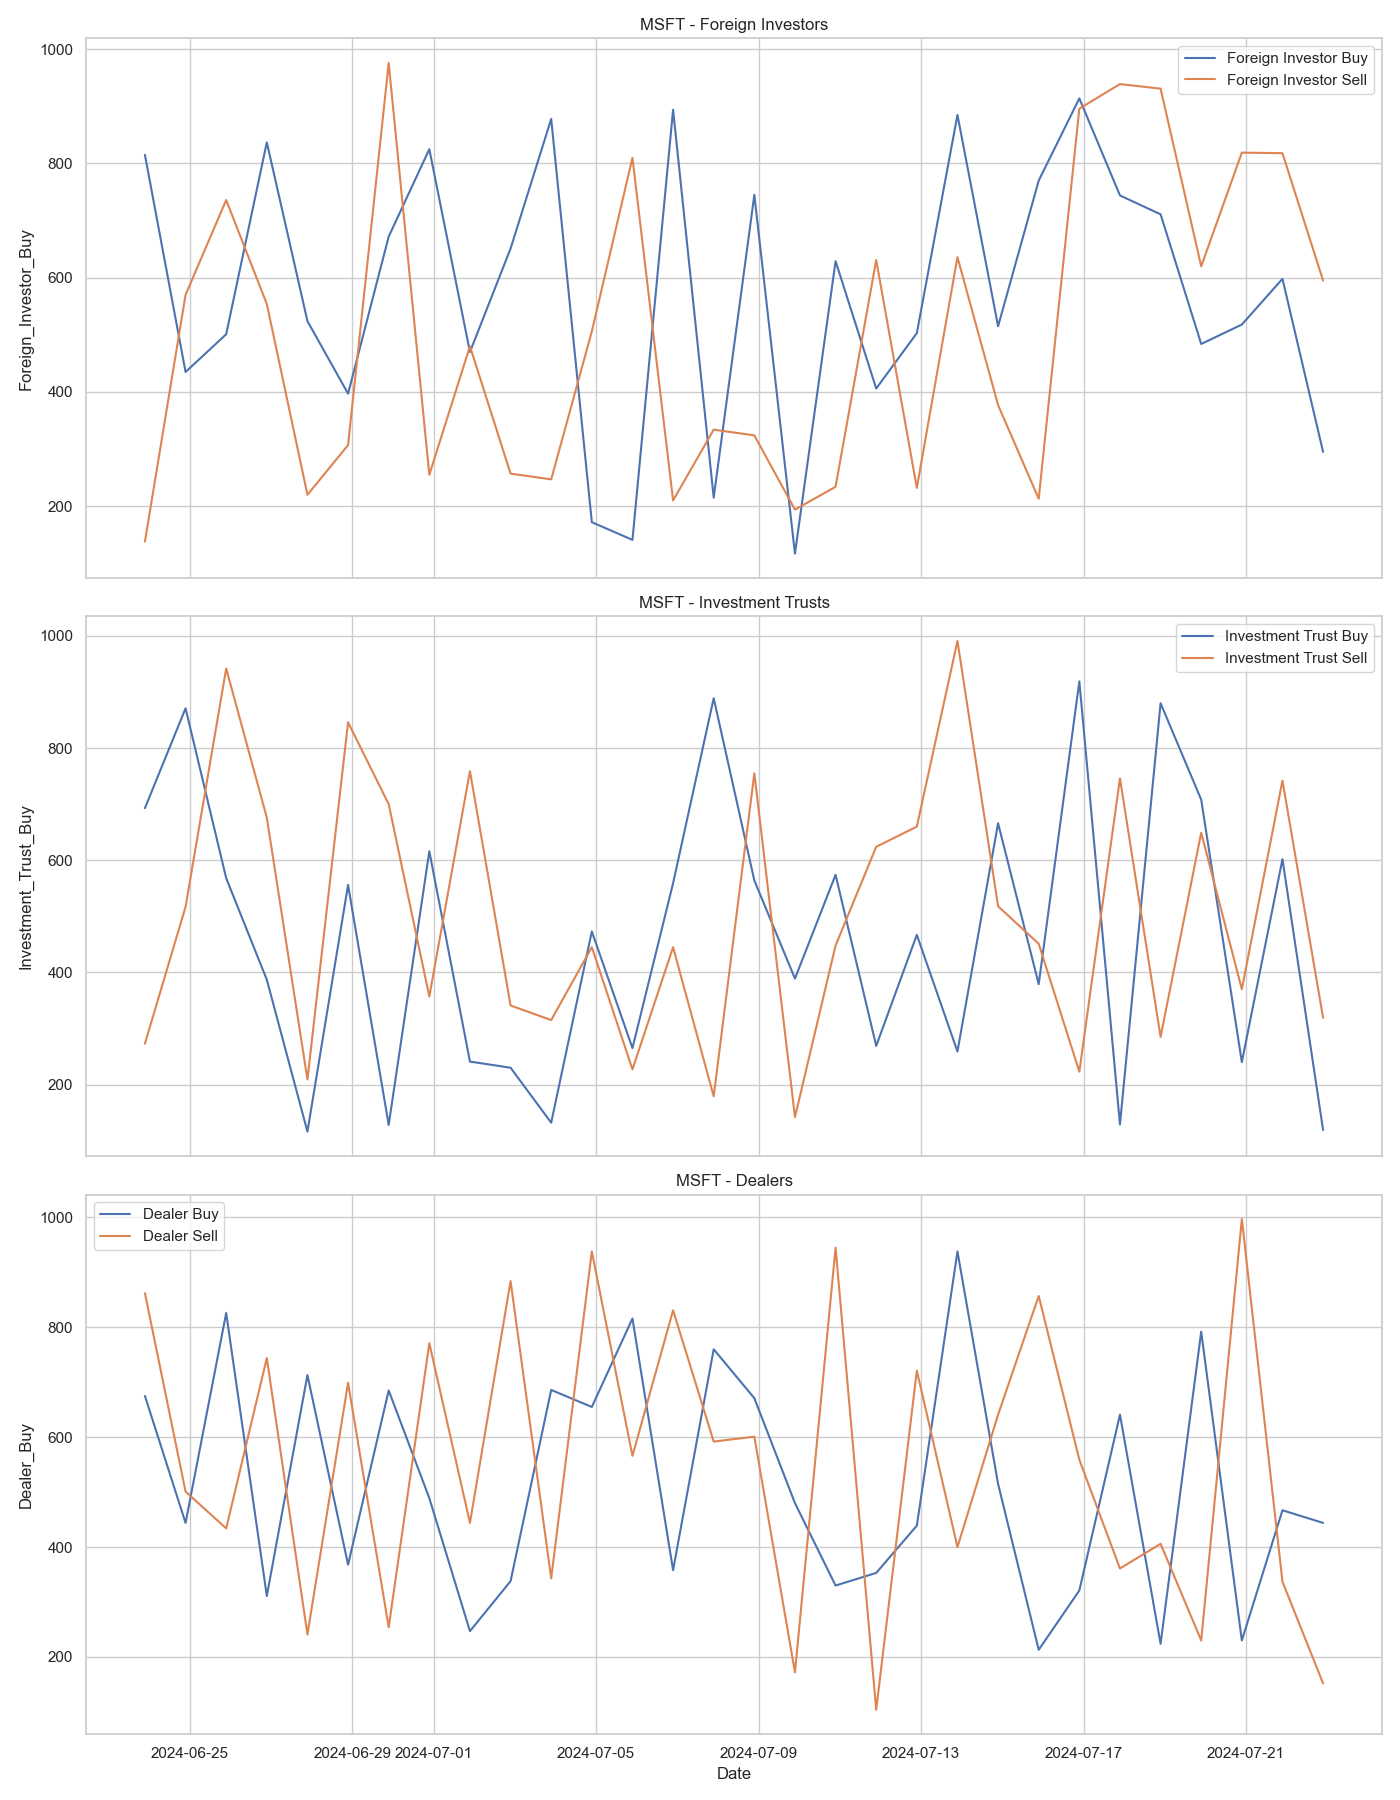 MSFT - Foreign Investors
1000
800
600
400
200
Foreign_Investor_Buy
Foreign Investor Buy
Foreign Investor Sell
MSFT - Investment Trusts
1000
800
600
400
200
Investment_Trust_Buy
Investment Trust Buy
Investment Trust Sell
MSFT - Dealers
1000
800
600
400
200
Dealer_Buy
Dealer Buy
Dealer Sell
2024-06-25 2024-06-29 2024-07-01 2024-07-05 2024-07-09 2024-07-13 2024-07-17 2024-07-21
Date